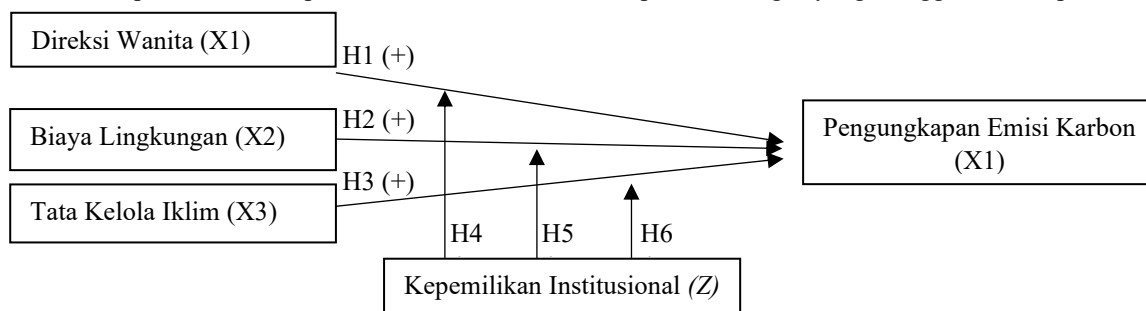 Direksi Wanita (X1)
H1 (+)
Biaya Lingkungan (X2)
H2 (+)
Pengungkapan Emisi Karbon
(X1)
H3 (+)
Tata Kelola Iklim (X3)
H4
H5
H6
Kepemilikan Institusional (Z)